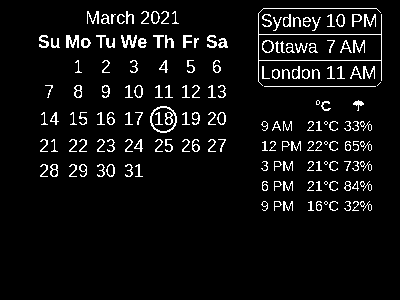 March 2021
Su Mo Tu We Th Fr Sa
1 2 3 4 5 6
7 8 9 10 11 12 13
14 15 16 17 18 19 20
21 22 23 24 25 26 27
28 29 30 31
Sydney 10 PM
Ottawa 7 AM
London 11 AM
°C ☂
9 AM 21°C 33%
12 PM 22°C 65%
3 PM 21°C 73%
6 PM 21°C 84%
9 PM 16°C 32%